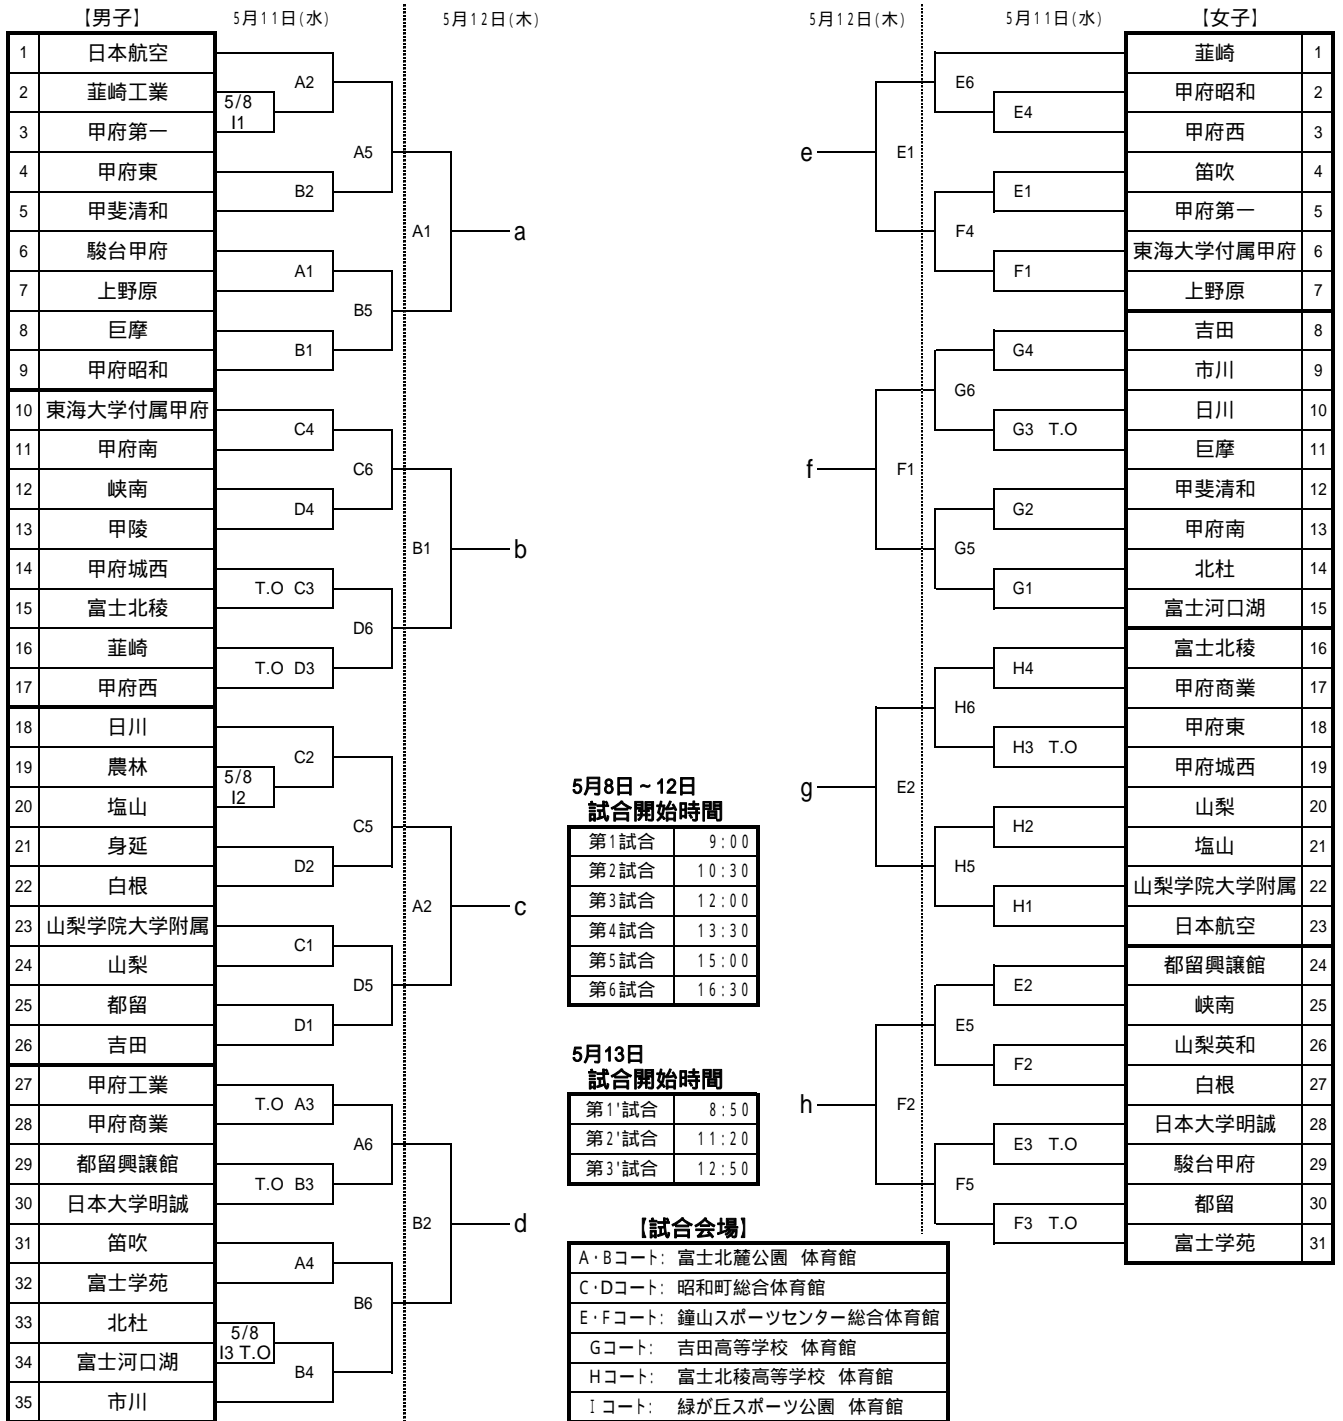 【男子】 5月11日(水) 5月12日(木)
1 日本航空
2 韮崎工業
3 甲府第一
4 甲府東
5 甲斐清和
6 駿台甲府
7 上野原
8 巨摩
9 甲府昭和
10 東海大学付属甲府
11 甲府南
12 峡南
13 甲陵
14 甲府城西
15 富士北稜
16 韮崎
17 甲府西
18 日川
19 農林
20 塩山
21 身延
22 白根
23 山梨学院大学附属
24 山梨
25 都留
26 吉田
27 甲府工業
28 甲府商業
29 都留興譲館
30 日本大学明誠
31 笛吹
32 富士学苑
33 北杜
34 富士河口湖
35 市川
5/8
I1
A2
B2
A1
B1
C4
D4
T.O C3
T.O D3
5/8
I2
C2
D2
C1
D1
T.O A3
T.O B3
A4
5/8
I3 T.O
B4
A5
B5
C6
D6
C5
D5
A6
B6
A1
B1
A2
B2
a
b
c
d
5月12日(木) 5月11日(水) 【女子】
韮崎 1
甲府昭和 2
甲府西 3
笛吹 4
甲府第一 5
東海大学付属甲府 6
上野原 7
吉田 8
市川 9
日川 10
巨摩 11
甲斐清和 12
甲府南 13
北杜 14
富士河口湖 15
富士北稜 16
甲府商業 17
甲府東 18
甲府城西 19
山梨 20
塩山 21
山梨学院大学附属 22
日本航空 23
都留興譲館 24
峡南 25
山梨英和 26
白根 27
日本大学明誠 28
駿台甲府 29
都留 30
富士学苑 31
E4
E1
F1
G4
G3 T.O
G2
G1
H4
H3 T.O
H2
H1
E2
F2
E3 T.O
F3 T.O
E6
F4
G6
G5
H6
H5
E5
F5
E1
F1
E2
F2
e
f
g
h
5月8日~12日
試合開始時間
第1試合 9:00
第2試合 10:30
第3試合 12:00
第4試合 13:30
第5試合 15:00
第6試合 16:30
5月13日
試合開始時間
第1'試合 8:50
第2'試合 11:20
第3'試合 12:50
【試合会場】
A・Bコート: 富士北麓公園 体育館
C・Dコート: 昭和町総合体育館
E・Fコート: 鐘山スポーツセンター総合体育館
Gコート: 吉田高等学校 体育館
Hコート: 富士北稜高等学校 体育館
Iコート: 緑が丘スポーツ公園 体育館